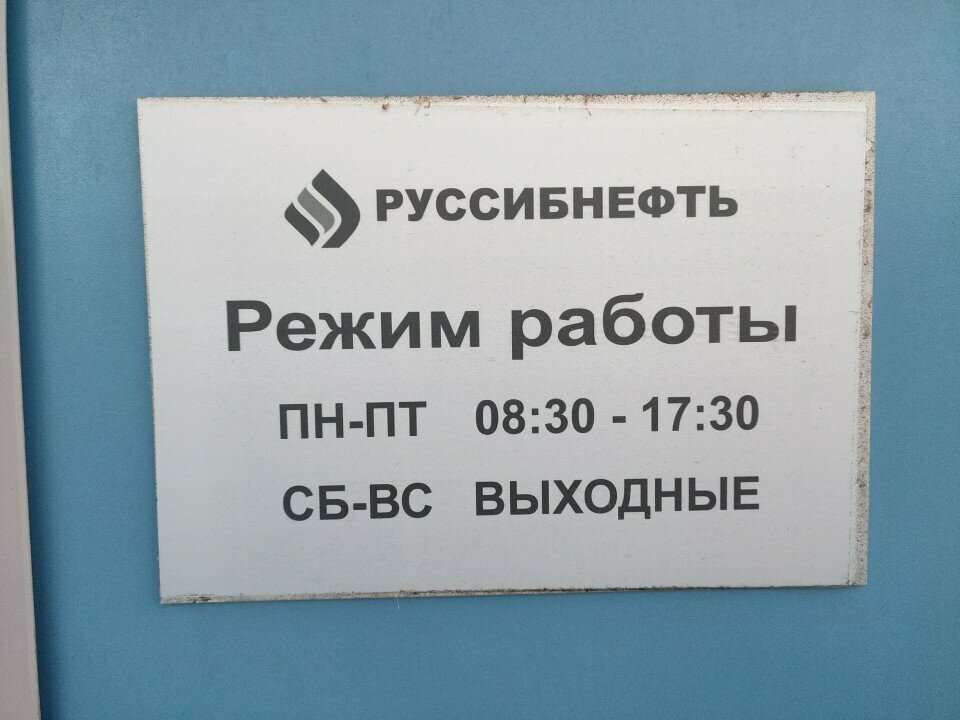 РУССИБНЕФТЬ
Режим работы
ПН-ПТ 08:30 - 17:30
СБ-ВС ВЫХОДНЫЕ